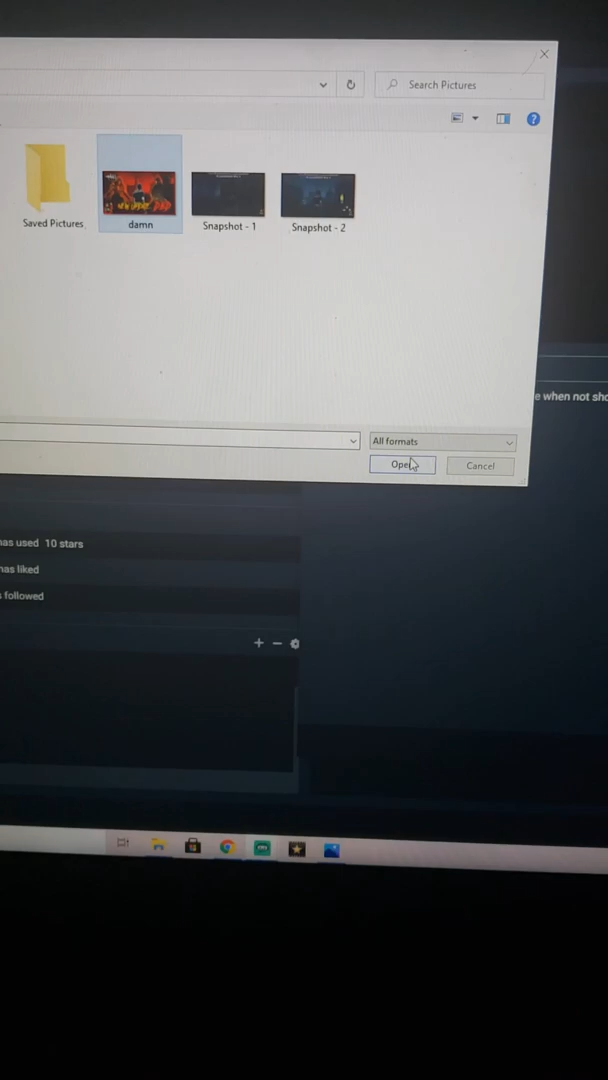 Search Pictures
Saved Pictures
damn
Snapshot - 1
Snapshot - 2
e when not sho
All formats
Open
Cancel
has used 10 stars
has liked
s followed